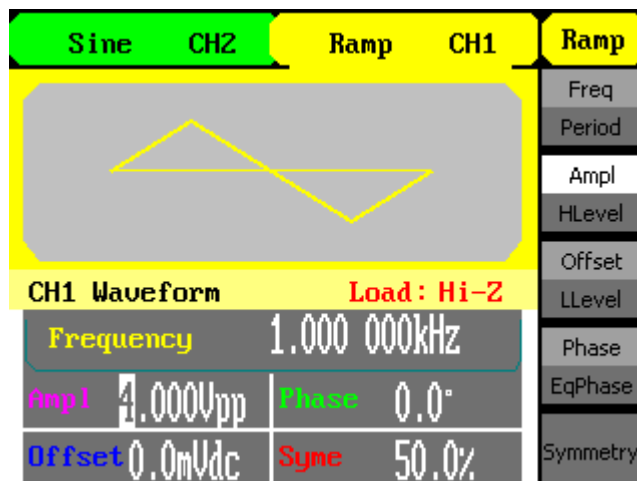 Sine CH2 Ramp CH1 Ramp
Freq
Period
Ampl
HLevel
Offset
LLevel
Phase
EqPhase
Symmetry
CH1 Waveform Load: Hi-Z
Frequency 1.000 000kHz
Ampl 4.000Vpp Phase 0.0°
Offset 0.0mVdc Syme 50.0%